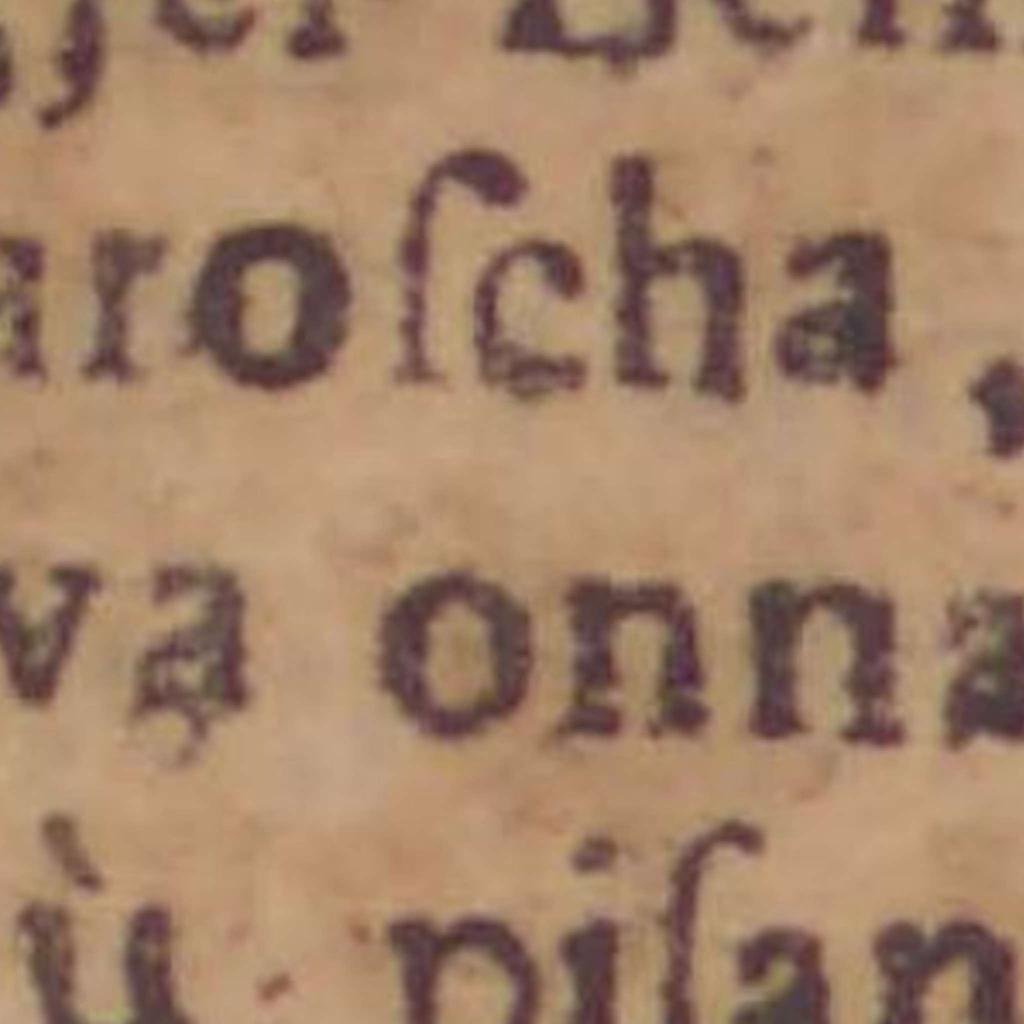 aroſcha,
va̧ onna
ù piſan